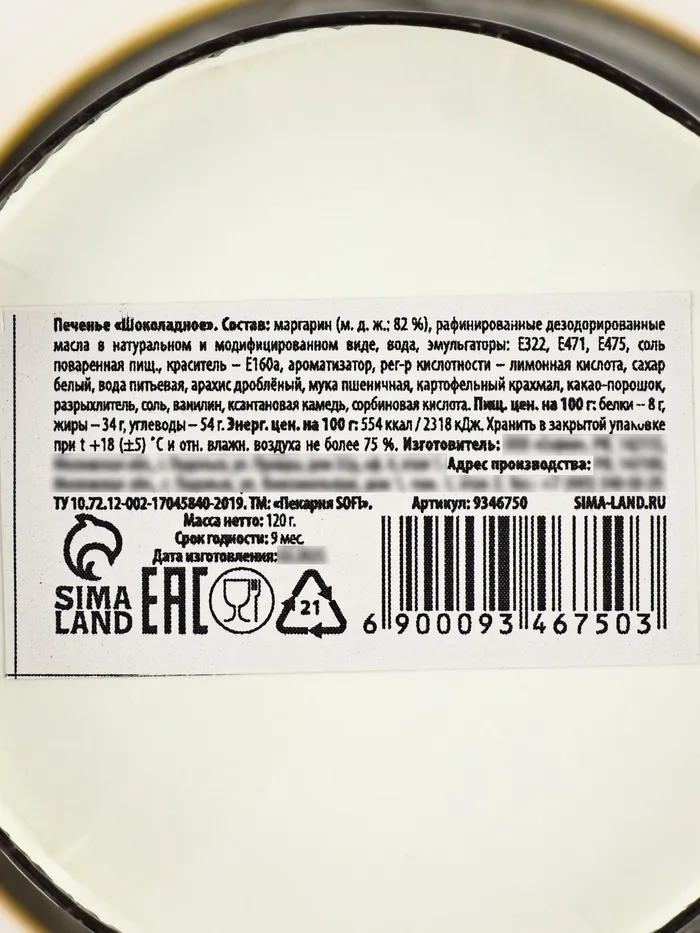 Печенье «Шоколадное». Состав: маргарин (м. д. ж.; 82 %), рафинированные дезодорированные
масла в натуральном и модифицированном виде, вода, эмульгаторы: Е322, Е471, Е475, соль
поваренная пищ., краситель – Е160а, ароматизатор, рег-р кислотности – лимонная кислота, сахар
белый, вода питьевая, арахис дроблёный, мука пшеничная, картофельный крахмал, какао-порошок,
разрыхлитель, соль, ванилин, ксантановая камедь, сорбиновая кислота. Пищ. цен. на 100 г: белки – 8 г,
жиры – 34 г, углеводы – 54 г. Энерг. цен. на 100 г: 554 ккал / 2318 кДж. Хранить в закрытой упаковке
при t +18 (±5) °С и отн. влажн. воздуха не более 75 %. Изготовитель:
Адрес производства:
ТУ 10.72.12-002-17045840-2019. ТМ: «Пекарня SOFI». Артикул: 9346750 SIMA-LAND.RU
Масса нетто: 120 г.
Срок годности: 9 мес.
Дата изготовления:
SIMA
LAND
EAC
21
6 900093 467503